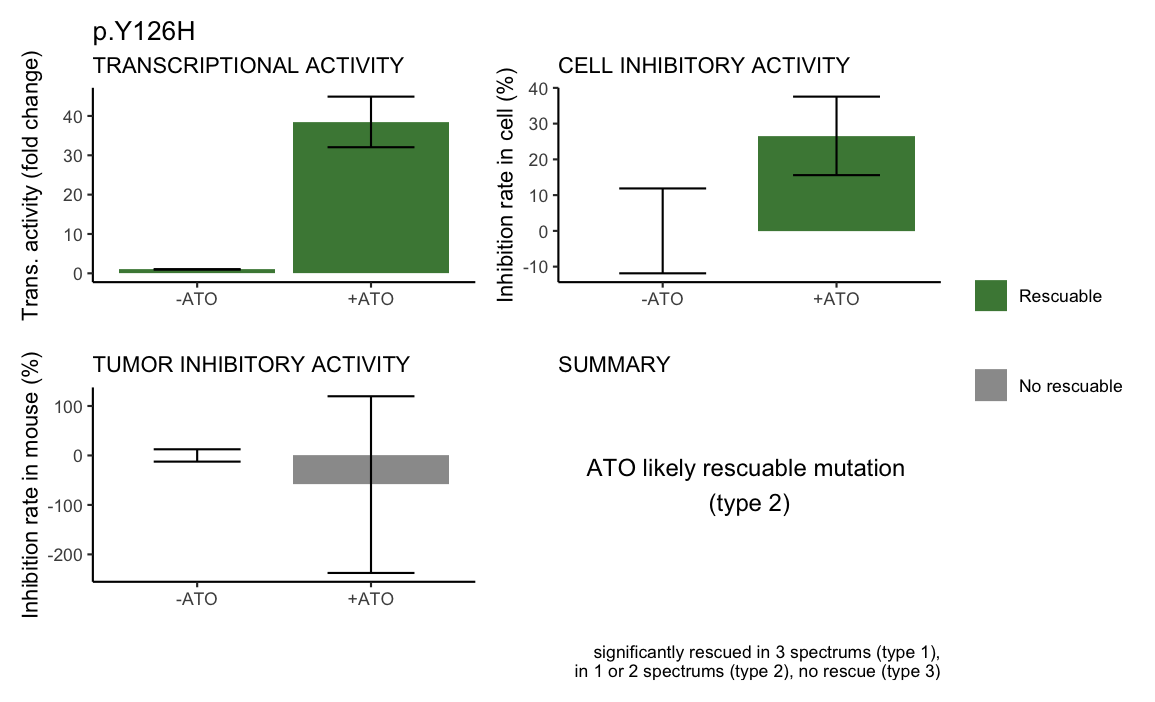 p.Y126H
TRANSCRIPTIONAL ACTIVITY
Trans. activity (fold change)
40
30
20
10
0
-ATO
+ATO
CELL INHIBITORY ACTIVITY
Inhibition rate in cell (%)
40
30
20
10
0
-10
-ATO
+ATO
Rescuable
No rescuable
TUMOR INHIBITORY ACTIVITY
Inhibition rate in mouse (%)
100
0
-100
-200
-ATO
+ATO
SUMMARY
ATO likely rescuable mutation
(type 2)
significantly rescued in 3 spectrums (type 1),
in 1 or 2 spectrums (type 2), no rescue (type 3)